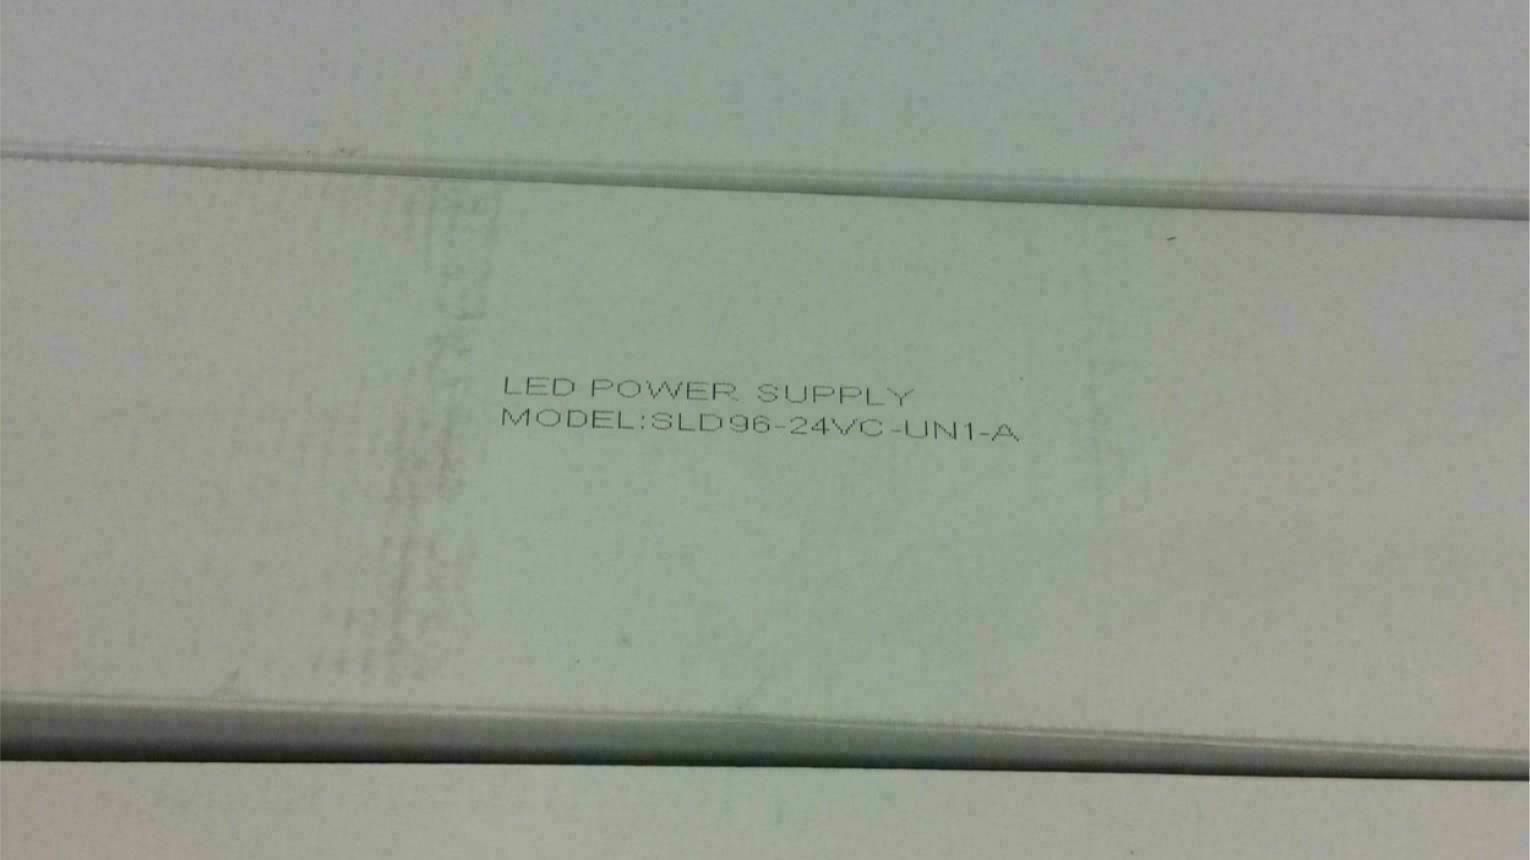 LED POWER SUPPLY
MODEL:SLD96-24VC-UN1-A